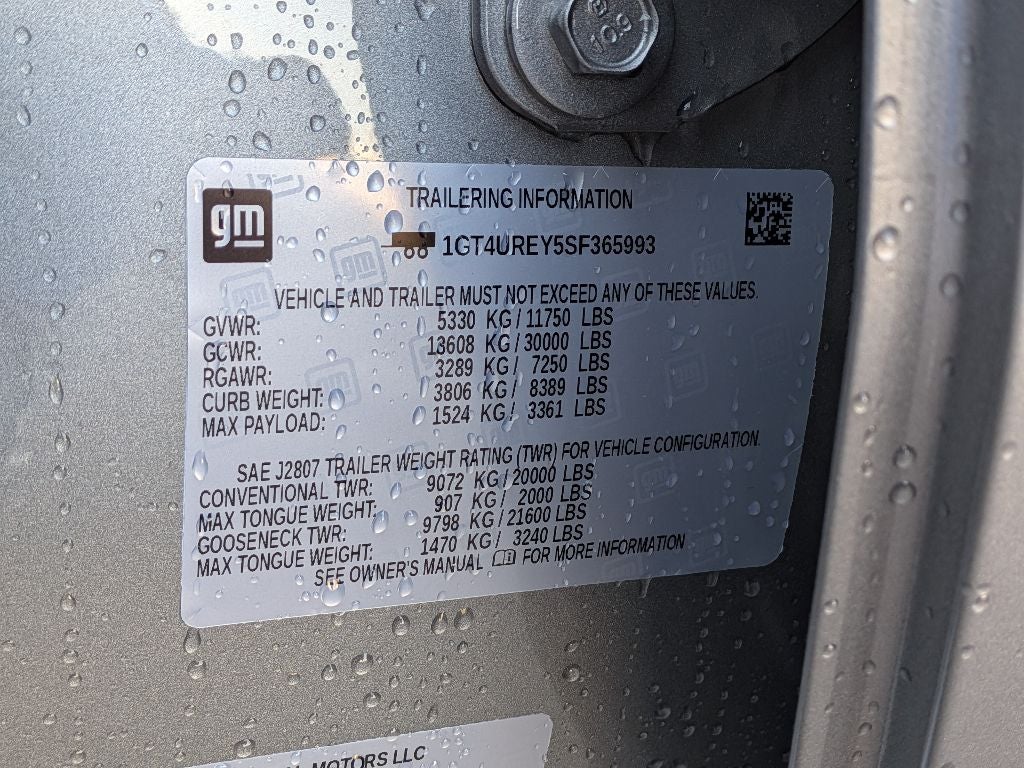 8
10.9
gm
TRAILERING INFORMATION
1GT4UREY5SF365993
VEHICLE AND TRAILER MUST NOT EXCEED ANY OF THESE VALUES.
GVWR: 5330 KG / 11750 LBS
GCWR: 13608 KG / 30000 LBS
RGAWR: 3289 KG / 7250 LBS
CURB WEIGHT: 3806 KG / 8389 LBS
MAX PAYLOAD: 1524 KG / 3361 LBS
SAE J2807 TRAILER WEIGHT RATING (TWR) FOR VEHICLE CONFIGURATION.
CONVENTIONAL TWR: 9072 KG / 20000 LBS
MAX TONGUE WEIGHT: 907 KG / 2000 LBS
GOOSENECK TWR: 9798 KG / 21600 LBS
MAX TONGUE WEIGHT: 1470 KG / 3240 LBS
SEE OWNER'S MANUAL FOR MORE INFORMATION
MOTORS LLC